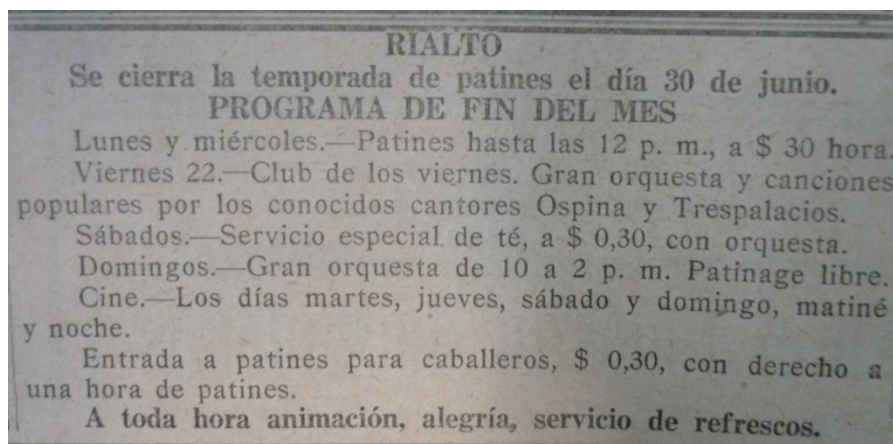 RIALTO
Se cierra la temporada de patines el día 30 de junio.
PROGRAMA DE FIN DEL MES
Lunes y miércoles.—Patines hasta las 12 p. m., a $ 30 hora.
Viernes 22.—Club de los viernes. Gran orquesta y canciones
populares por los conocidos cantores Ospina y Trespalacios.
Sábados.—Servicio especial de té, a $ 0,30, con orquesta.
Domingos.—Gran orquesta de 10 a 2 p. m. Patinage libre.
Cine.—Los días martes, jueves, sábado y domingo, matiné
y noche.
Entrada a patines para caballeros, $ 0,30, con derecho a
una hora de patines.
A toda hora animación, alegría, servicio de refrescos.